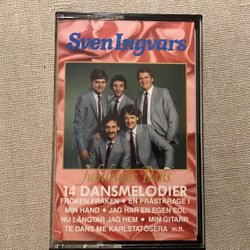 Sven Ingvars
14 DANSMELODIER
FRÖKEN FRÄKEN ● EN PRÄSTKRAGE I
MIN HAND ● JAG HAR EN EGEN SOL
NU LÄNGTAR JAG HEM ● MIN GITARR
TE DANS ME KARLSTATÖSERA m.fl.